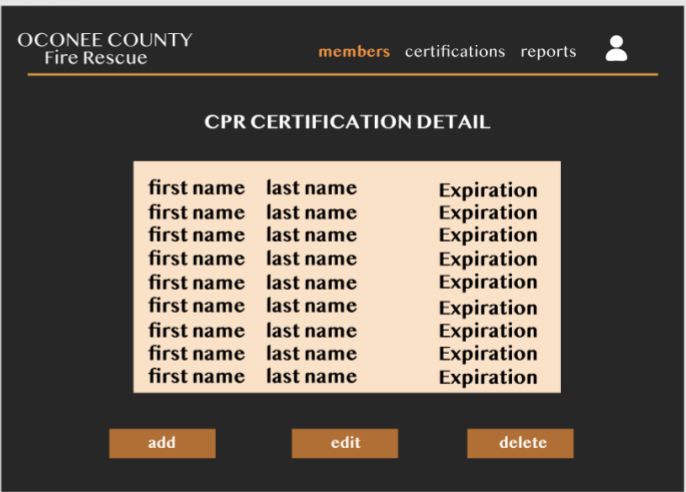 OCONEE COUNTY
Fire Rescue
members certifications reports
CPR CERTIFICATION DETAIL
first name last name Expiration
first name last name Expiration
first name last name Expiration
first name last name Expiration
first name last name Expiration
first name last name Expiration
first name last name Expiration
first name last name Expiration
first name last name Expiration
add edit delete